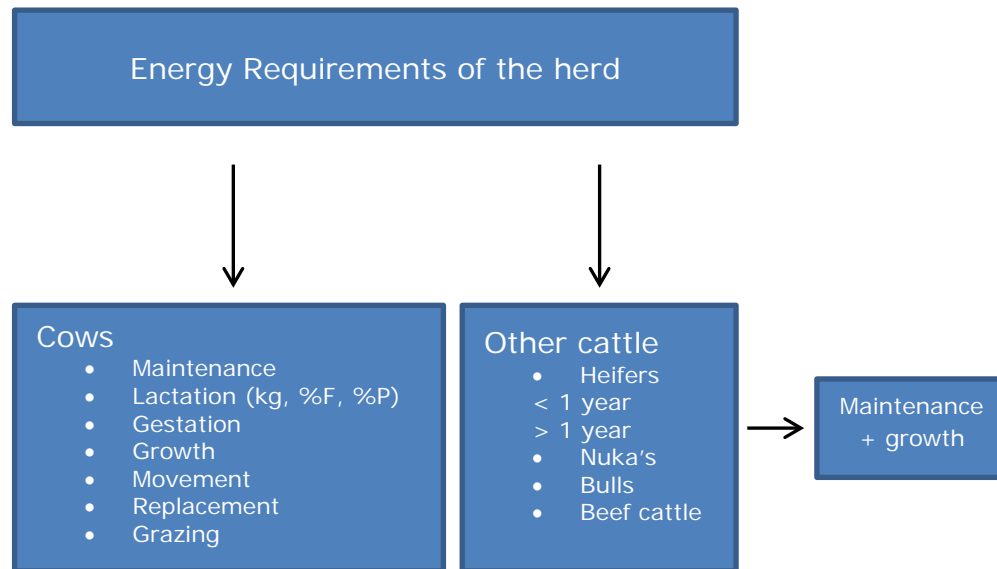 Energy Requirements of the herd
Cows
• Maintenance
• Lactation (kg, %F, %P)
• Gestation
• Growth
• Movement
• Replacement
• Grazing
Other cattle
• Heifers
< 1 year
> 1 year
• Nuka's
• Bulls
• Beef cattle
Maintenance
+ growth